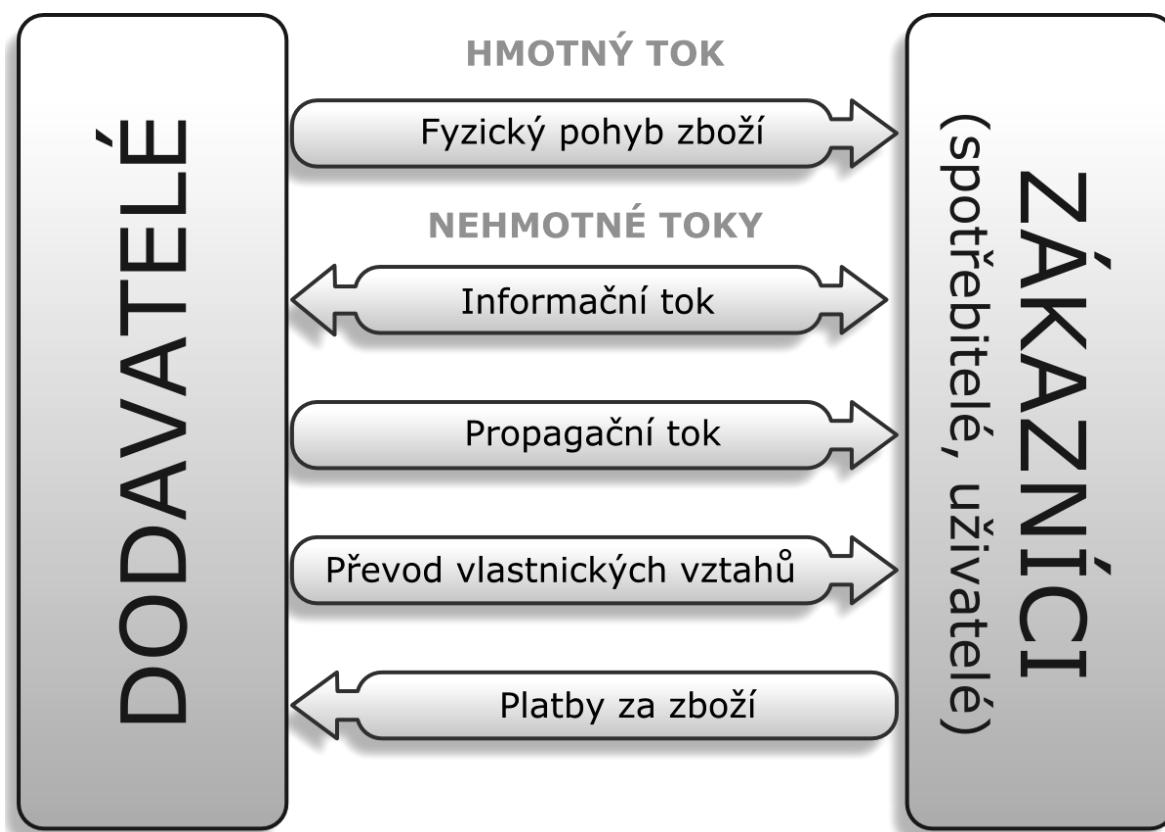 DODAVATELÉ
HMOTNÝ TOK
Fyzický pohyb zboží
NEHMOTNÉ TOKY
Informační tok
Propagační tok
Převod vlastnických vztahů
Platby za zboží
ZÁKAZNÍCI
(spotřebitelé, uživatelé)